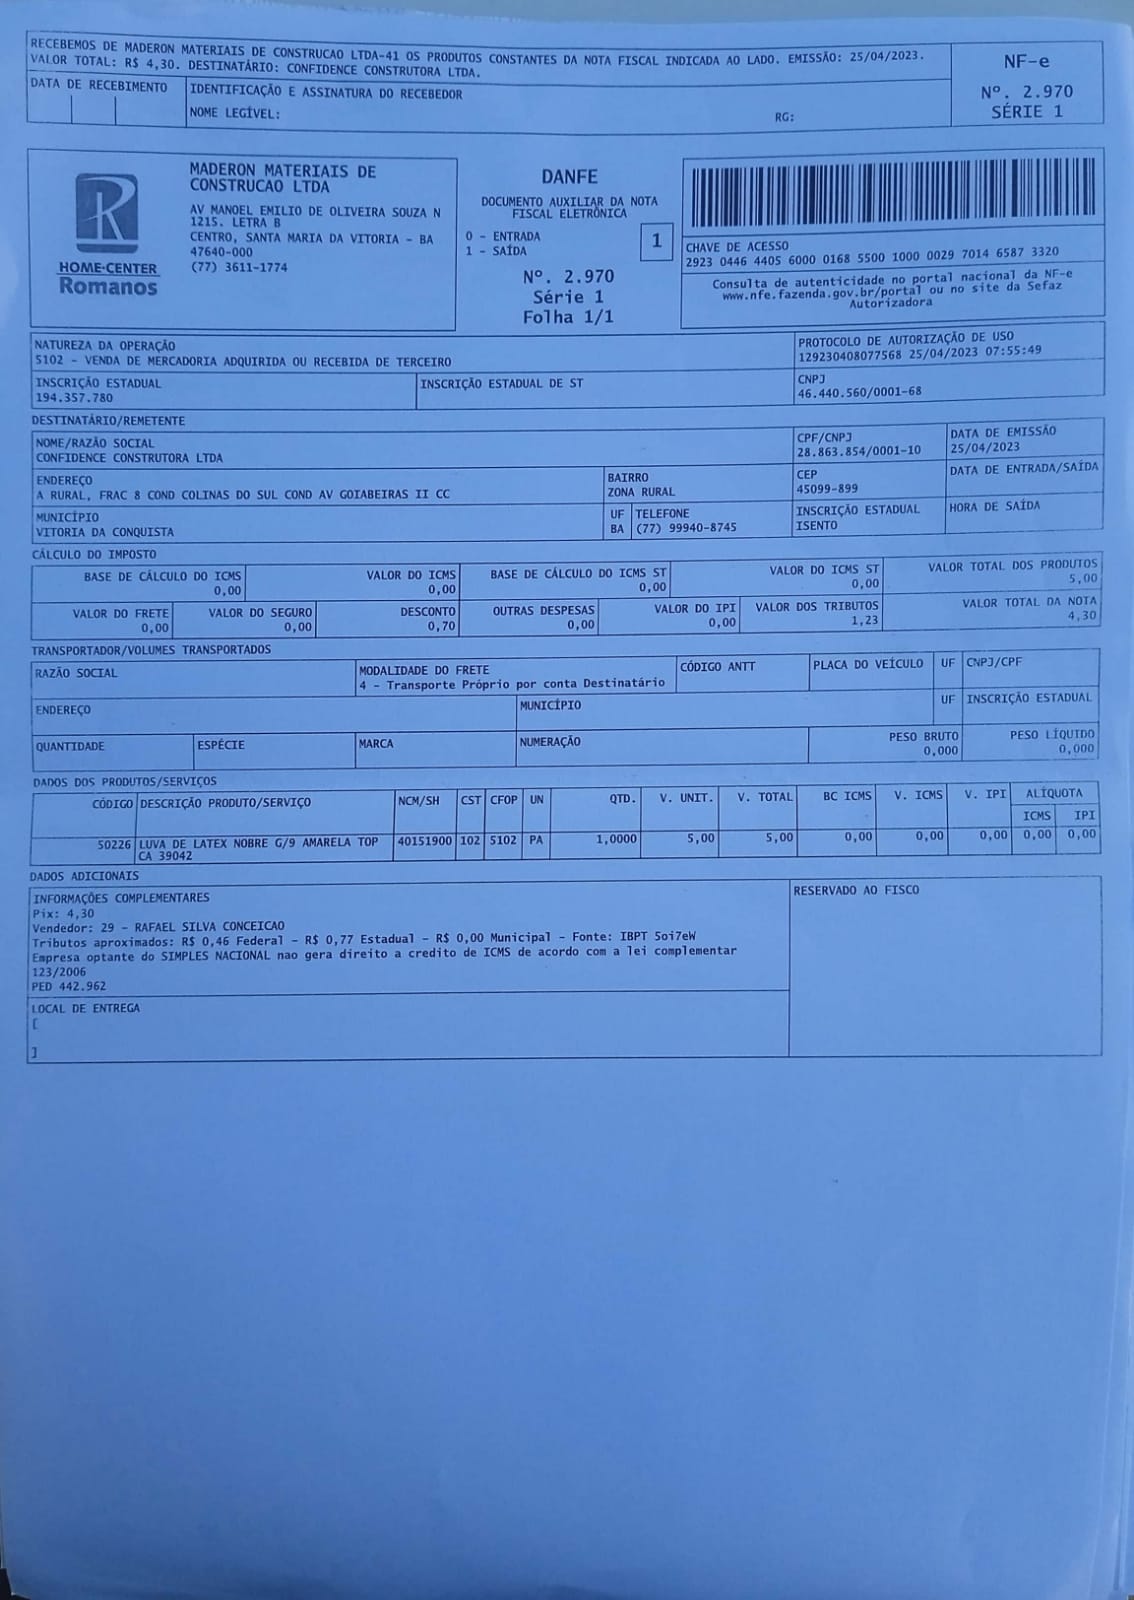 RECEBEMOS DE MADERON MATERIAIS DE CONSTRUCAO LTDA-41 OS PRODUTOS CONSTANTES DA NOTA FISCAL INDICADA AO LADO. EMISSÃO: 25/04/2023.
VALOR TOTAL: R$ 4,30. DESTINATÁRIO: CONFIDENCE CONSTRUTORA LTDA.
DATA DE RECEBIMENTO
IDENTIFICAÇÃO E ASSINATURA DO RECEBEDOR
NOME LEGÍVEL:
RG:
NF-e
Nº. 2.970
SÉRIE 1
R
HOME-CENTER
Romanos
MADERON MATERIAIS DE
CONSTRUCAO LTDA
AV MANOEL EMILIO DE OLIVEIRA SOUZA N
1215. LETRA B
CENTRO, SANTA MARIA DA VITORIA - BA
47640-000
(77) 3611-1774
DANFE
DOCUMENTO AUXILIAR DA NOTA
FISCAL ELETRÔNICA
0 - ENTRADA
1 - SAÍDA
1
Nº. 2.970
Série 1
Folha 1/1
CHAVE DE ACESSO
2923 0446 4405 6000 0168 5500 1000 0029 7014 6587 3320
Consulta de autenticidade no portal nacional da NF-e
www.nfe.fazenda.gov.br/portal ou no site da Sefaz
Autorizadora
NATUREZA DA OPERAÇÃO
5102 - VENDA DE MERCADORIA ADQUIRIDA OU RECEBIDA DE TERCEIRO
PROTOCOLO DE AUTORIZAÇÃO DE USO
129230408077568 25/04/2023 07:55:49
INSCRIÇÃO ESTADUAL
194.357.780
INSCRIÇÃO ESTADUAL DE ST
CNPJ
46.440.560/0001-68
DESTINATÁRIO/REMETENTE
NOME/RAZÃO SOCIAL
CONFIDENCE CONSTRUTORA LTDA
CPF/CNPJ
28.863.854/0001-10
DATA DE EMISSÃO
25/04/2023
ENDEREÇO
A RURAL, FRAC 8 COND COLINAS DO SUL COND AV GOIABEIRAS II CC
BAIRRO
ZONA RURAL
CEP
45099-899
DATA DE ENTRADA/SAÍDA
MUNICÍPIO
VITORIA DA CONQUISTA
UF
BA
TELEFONE
(77) 99940-8745
INSCRIÇÃO ESTADUAL
ISENTO
HORA DE SAÍDA
CÁLCULO DO IMPOSTO
BASE DE CÁLCULO DO ICMS
0,00
VALOR DO ICMS
0,00
BASE DE CÁLCULO DO ICMS ST
0,00
VALOR DO ICMS ST
0,00
VALOR TOTAL DOS PRODUTOS
5,00
VALOR DO FRETE
0,00
VALOR DO SEGURO
0,00
DESCONTO
0,70
OUTRAS DESPESAS
0,00
VALOR DO IPI
0,00
VALOR DOS TRIBUTOS
1,23
VALOR TOTAL DA NOTA
4,30
TRANSPORTADOR/VOLUMES TRANSPORTADOS
RAZÃO SOCIAL
MODALIDADE DO FRETE
4 - Transporte Próprio por conta Destinatário
CÓDIGO ANTT
PLACA DO VEÍCULO
UF
CNPJ/CPF
ENDEREÇO
MUNICÍPIO
UF
INSCRIÇÃO ESTADUAL
QUANTIDADE
ESPÉCIE
MARCA
NUMERAÇÃO
PESO BRUTO
0,000
PESO LÍQUIDO
0,000
DADOS DOS PRODUTOS/SERVIÇOS
CÓDIGO DESCRIÇÃO PRODUTO/SERVIÇO NCM/SH CST CFOP UN QTD. V. UNIT. V. TOTAL BC ICMS V. ICMS V. IPI ALÍQUOTA
ICMS IPI
50226 LUVA DE LATEX NOBRE G/9 AMARELA TOP 40151900 102 5102 PA 1,0000 5,00 5,00 0,00 0,00 0,00 0,00 0,00
CA 39042
DADOS ADICIONAIS
INFORMAÇÕES COMPLEMENTARES
Pix: 4,30
Vendedor: 29 - RAFAEL SILVA CONCEICAO
Tributos aproximados: R$ 0,46 Federal - R$ 0,77 Estadual - R$ 0,00 Municipal - Fonte: IBPT 5oi7eW
Empresa optante do SIMPLES NACIONAL nao gera direito a credito de ICMS de acordo com a lei complementar
123/2006
PED 442.962
RESERVADO AO FISCO
LOCAL DE ENTREGA
[
]